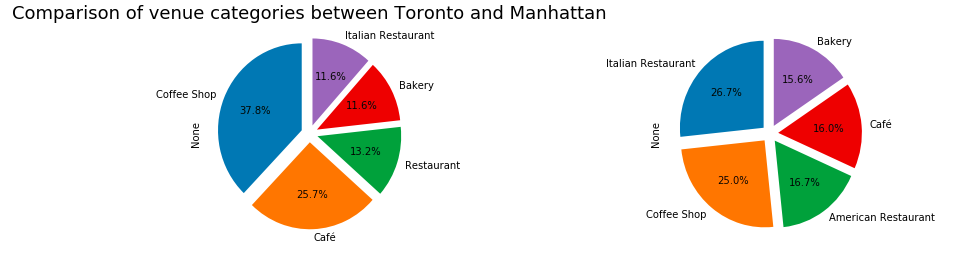 Comparison of venue categories between Toronto and Manhattan
Italian Restaurant
11.6%
Coffee Shop
37.8%
Bakery
11.6%
None
13.2%
Restaurant
25.7%
Café
Bakery
15.6%
Italian Restaurant
26.7%
Café
16.0%
None
25.0%
16.7%
Coffee Shop
American Restaurant